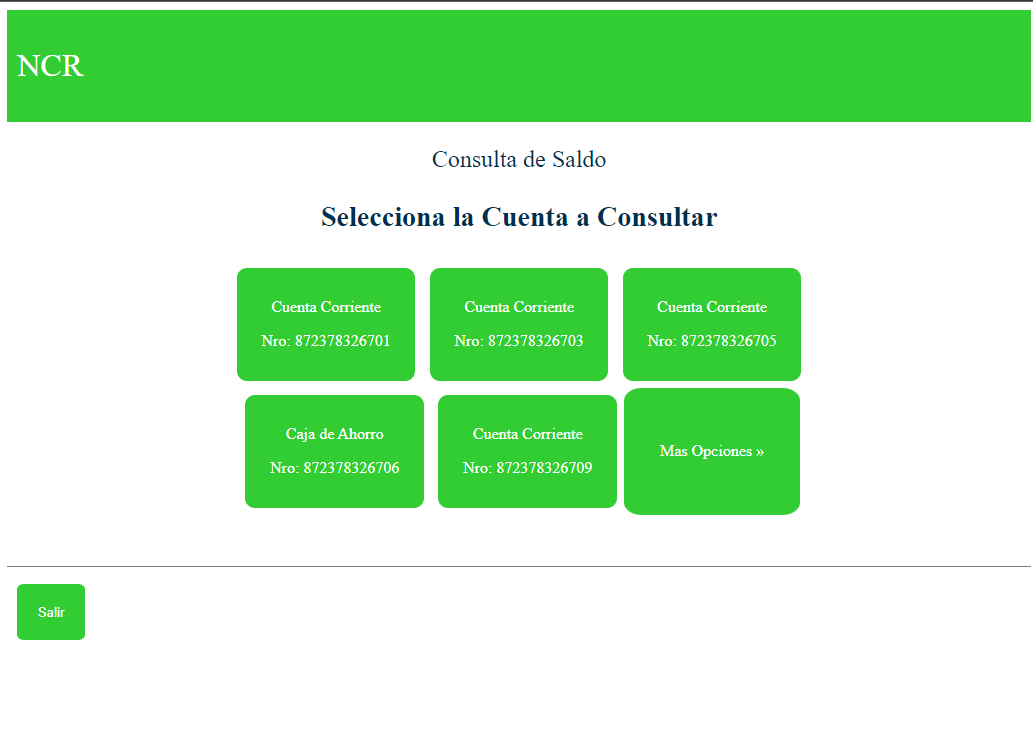 NCR
Consulta de Saldo
Selecciona la Cuenta a Consultar
Cuenta Corriente
Nro: 872378326701
Cuenta Corriente
Nro: 872378326703
Cuenta Corriente
Nro: 872378326705
Caja de Ahorro
Nro: 872378326706
Cuenta Corriente
Nro: 872378326709
Mas Opciones »
Salir